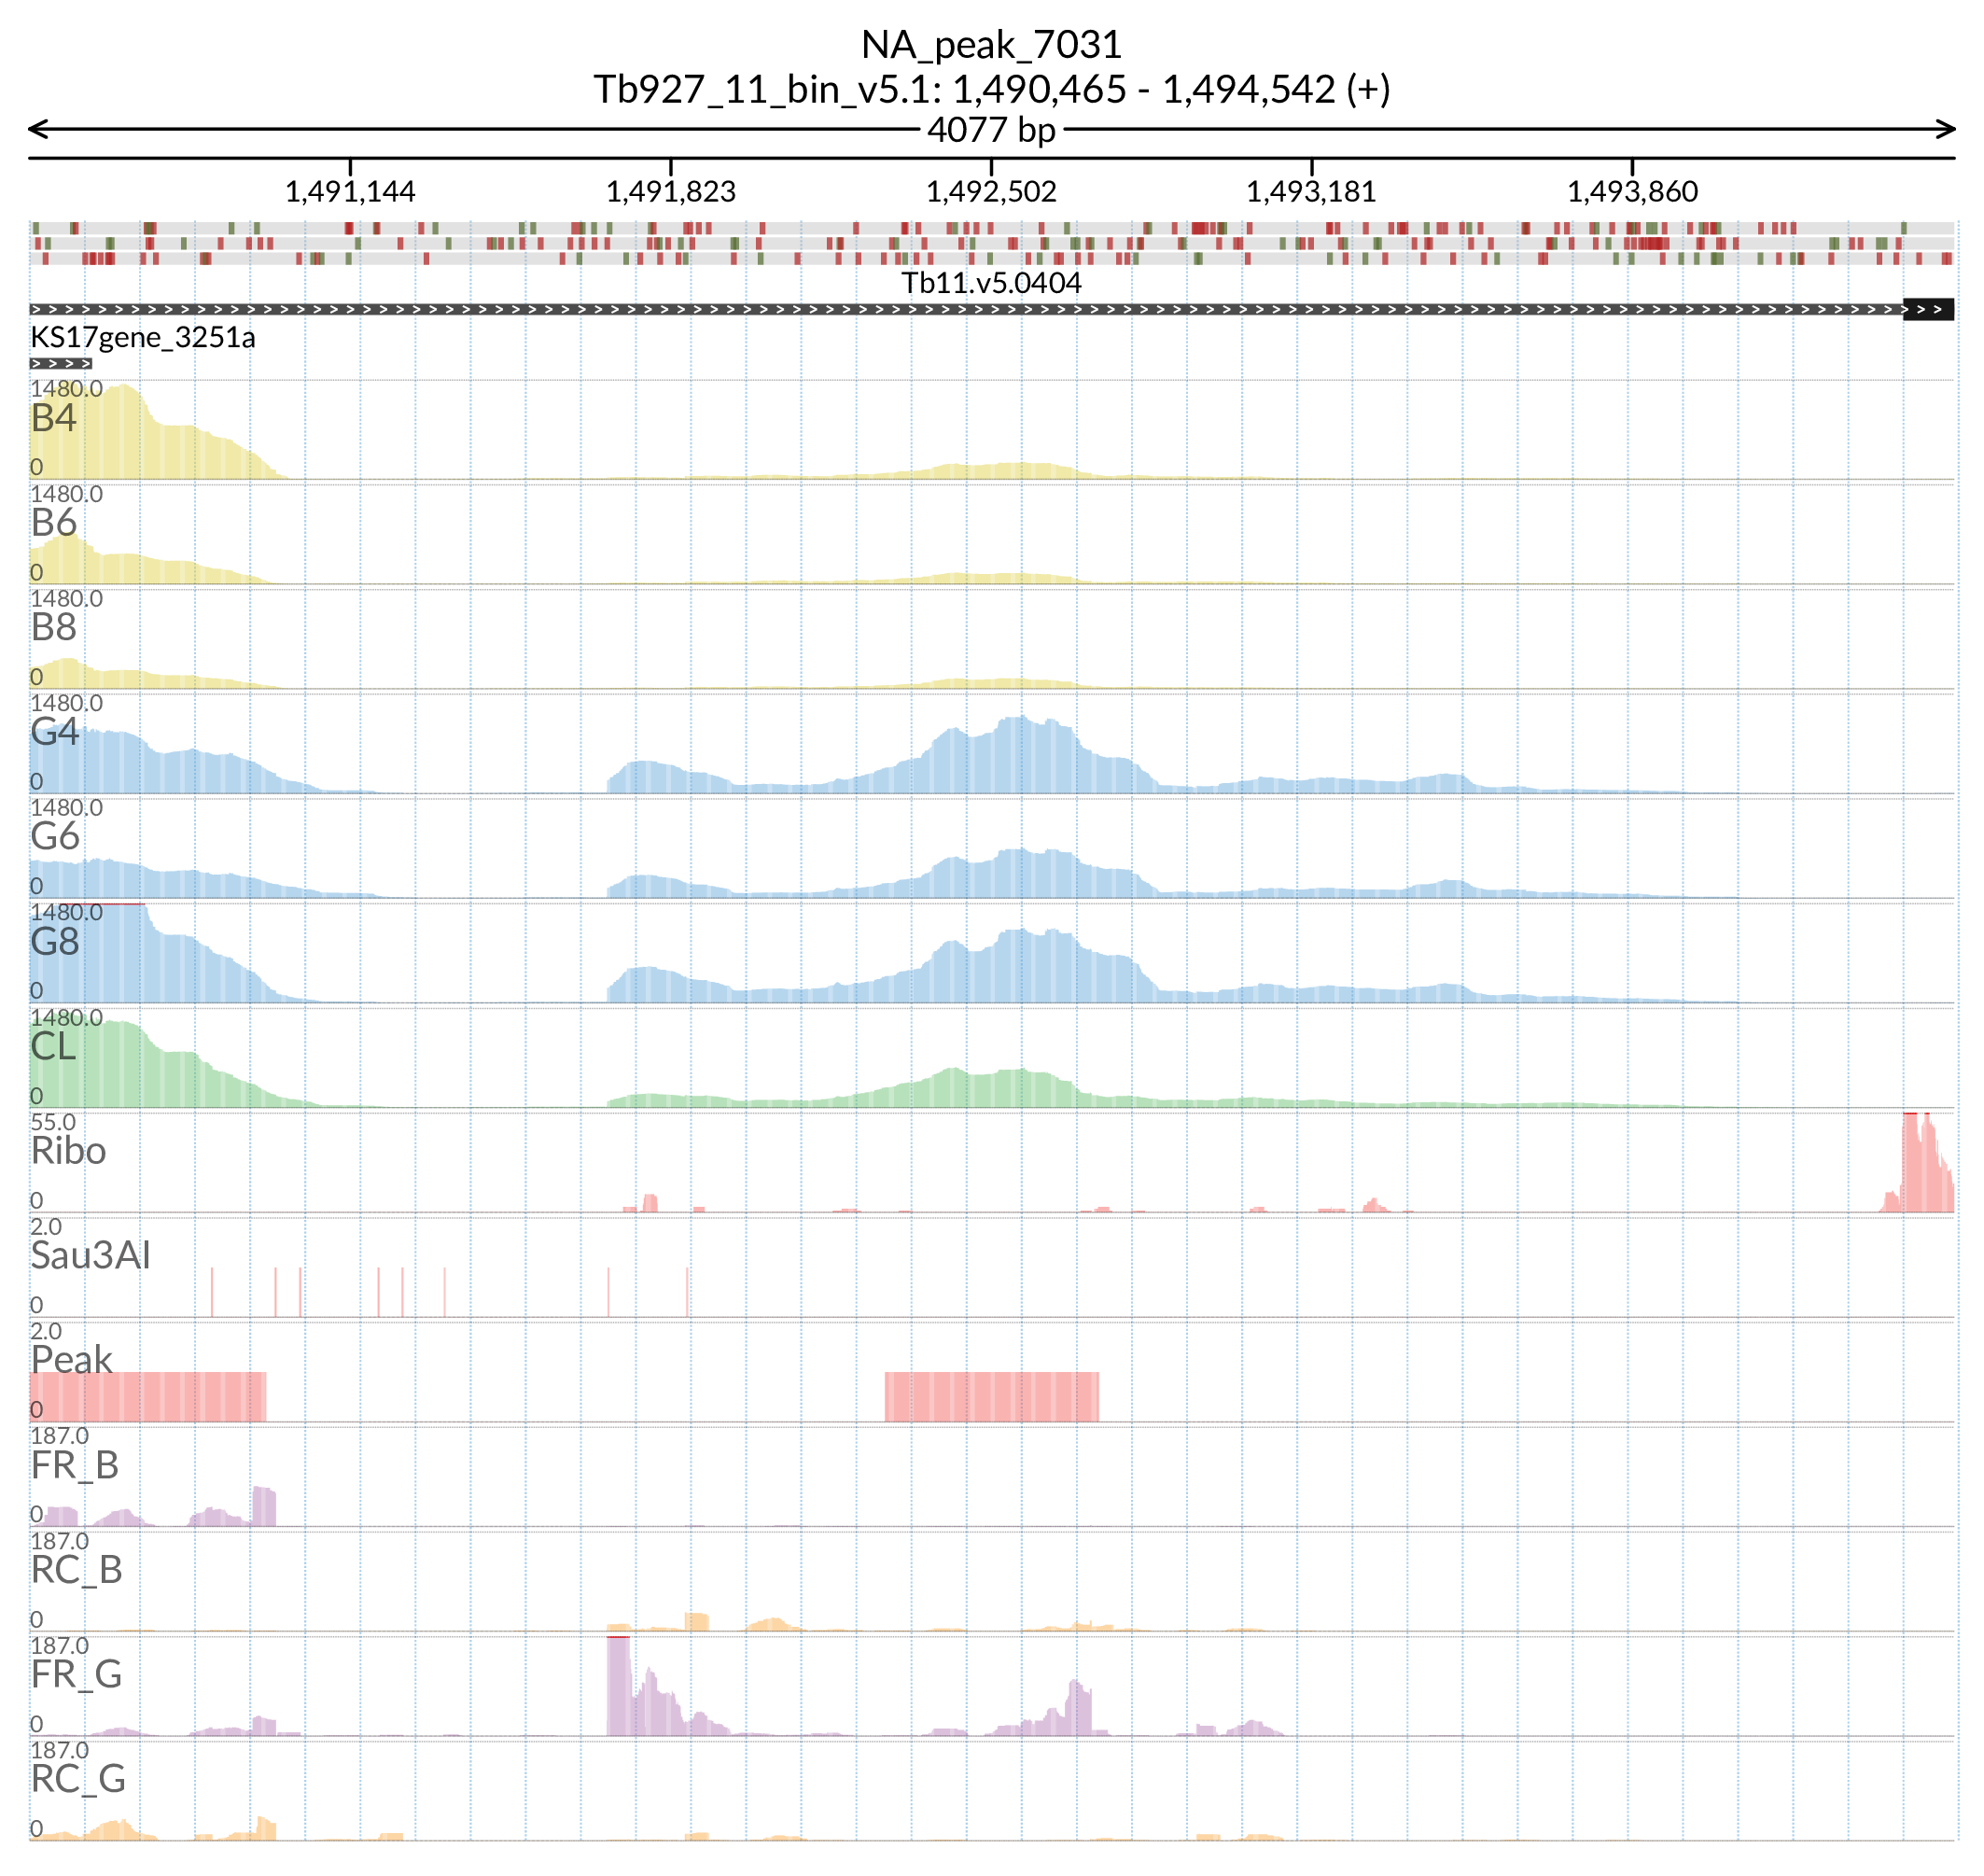 NA_peak_7031
Tb927_11_bin_v5.1: 1,490,465 - 1,494,542 (+)
4077 bp
1,491,144 1,491,823 1,492,502 1,493,181 1,493,860
Tb11.v5.0404
KS17gene_3251a
1480.0
B4
0
1480.0
B6
0
1480.0
B8
0
1480.0
G4
0
1480.0
G6
0
1480.0
G8
0
1480.0
CL
0
55.0
Ribo
0
2.0
Sau3AI
0
2.0
Peak
0
187.0
FR_B
0
187.0
RC_B
0
187.0
FR_G
0
187.0
RC_G
0